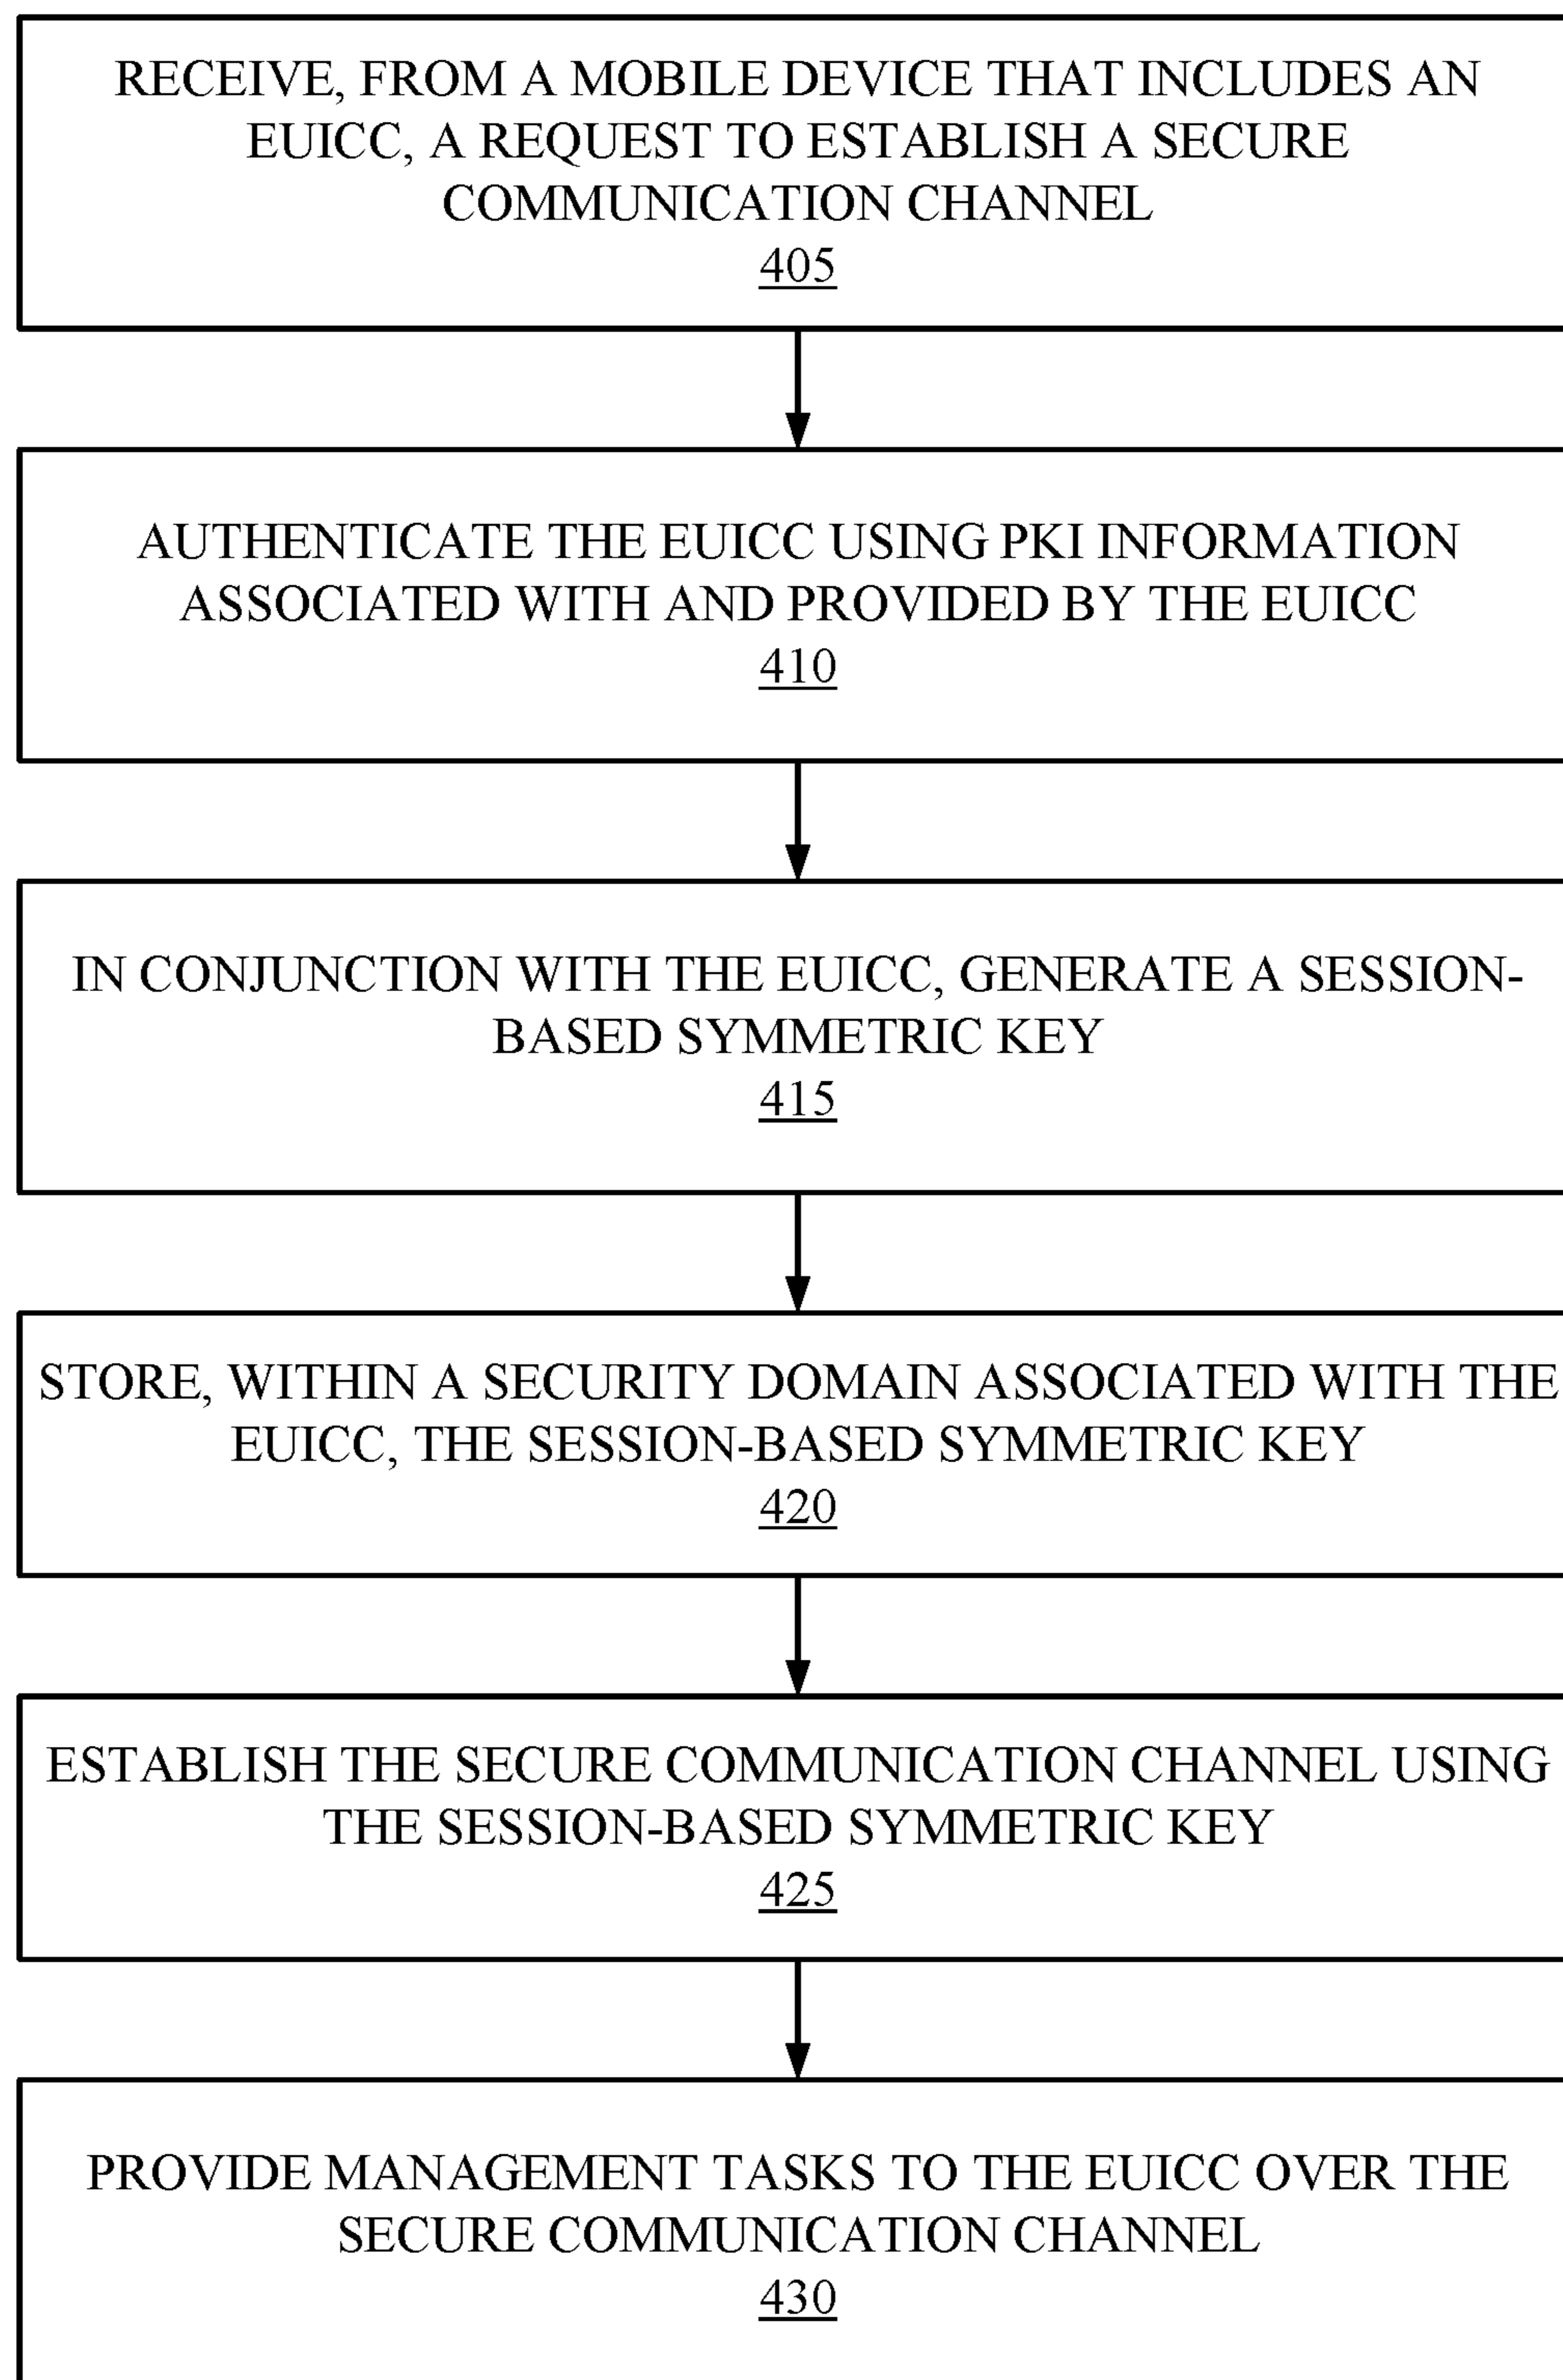 RECEIVE, FROM A MOBILE DEVICE THAT INCLUDES AN
EUICC, A REQUEST TO ESTABLISH A SECURE
COMMUNICATION CHANNEL
405
AUTHENTICATE THE EUICC USING PKI INFORMATION
ASSOCIATED WITH AND PROVIDED BY THE EUICC
410
IN CONJUNCTION WITH THE EUICC, GENERATE A SESSION-
BASED SYMMETRIC KEY
415
STORE, WITHIN A SECURITY DOMAIN ASSOCIATED WITH THE
EUICC, THE SESSION-BASED SYMMETRIC KEY
420
ESTABLISH THE SECURE COMMUNICATION CHANNEL USING
THE SESSION-BASED SYMMETRIC KEY
425
PROVIDE MANAGEMENT TASKS TO THE EUICC OVER THE
SECURE COMMUNICATION CHANNEL
430